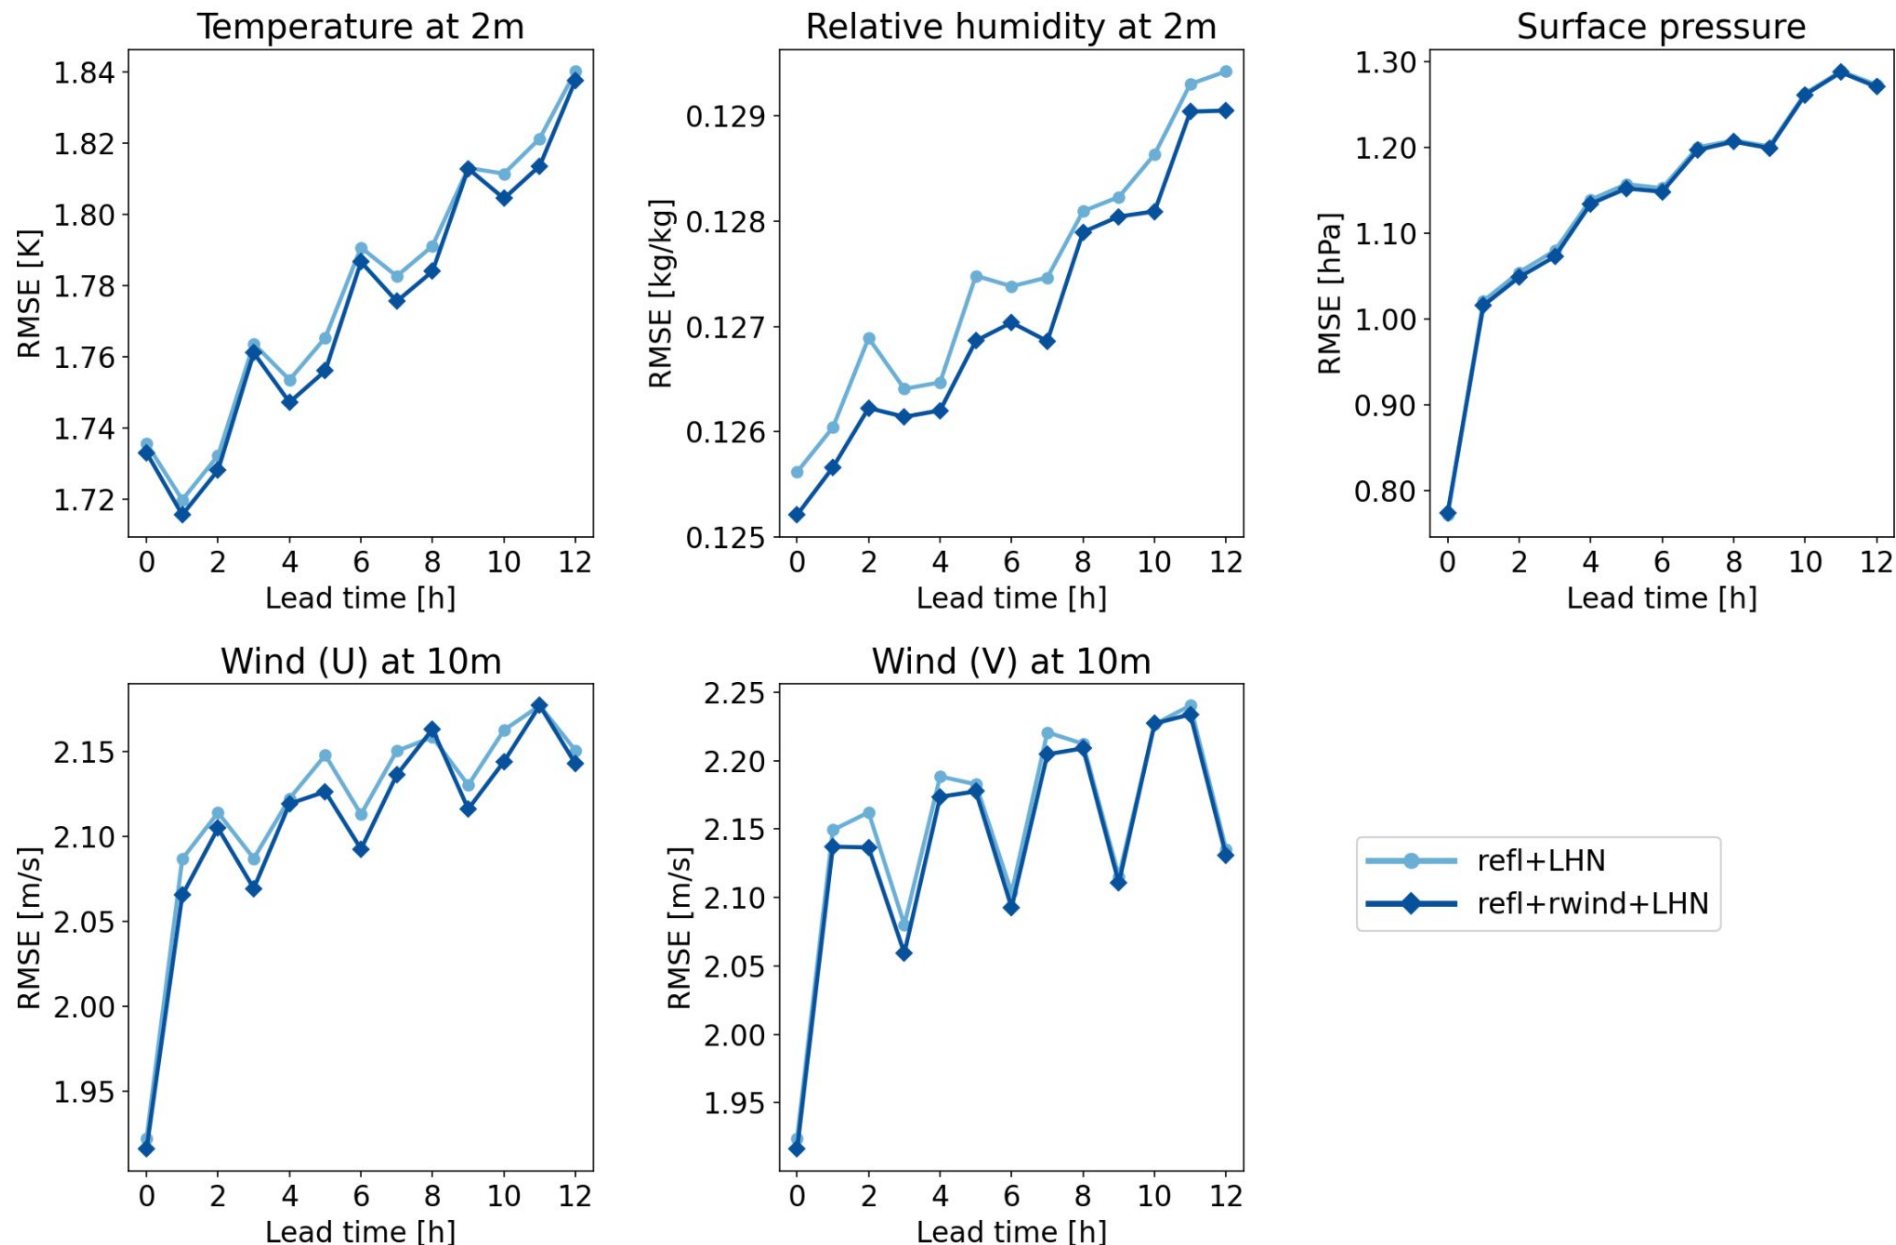 Temperature at 2m
RMSE [K]
1.84
1.82
1.80
1.78
1.76
1.74
1.72
0 2 4 6 8 10 12
Lead time [h]
Relative humidity at 2m
RMSE [kg/kg]
0.129
0.128
0.127
0.126
0.125
0 2 4 6 8 10 12
Lead time [h]
Surface pressure
RMSE [hPa]
1.30
1.20
1.10
1.00
0.90
0.80
0 2 4 6 8 10 12
Lead time [h]
Wind (U) at 10m
RMSE [m/s]
2.15
2.10
2.05
2.00
1.95
0 2 4 6 8 10 12
Lead time [h]
Wind (V) at 10m
RMSE [m/s]
2.25
2.20
2.15
2.10
2.05
2.00
1.95
0 2 4 6 8 10 12
Lead time [h]
refl+LHN
refl+rwind+LHN